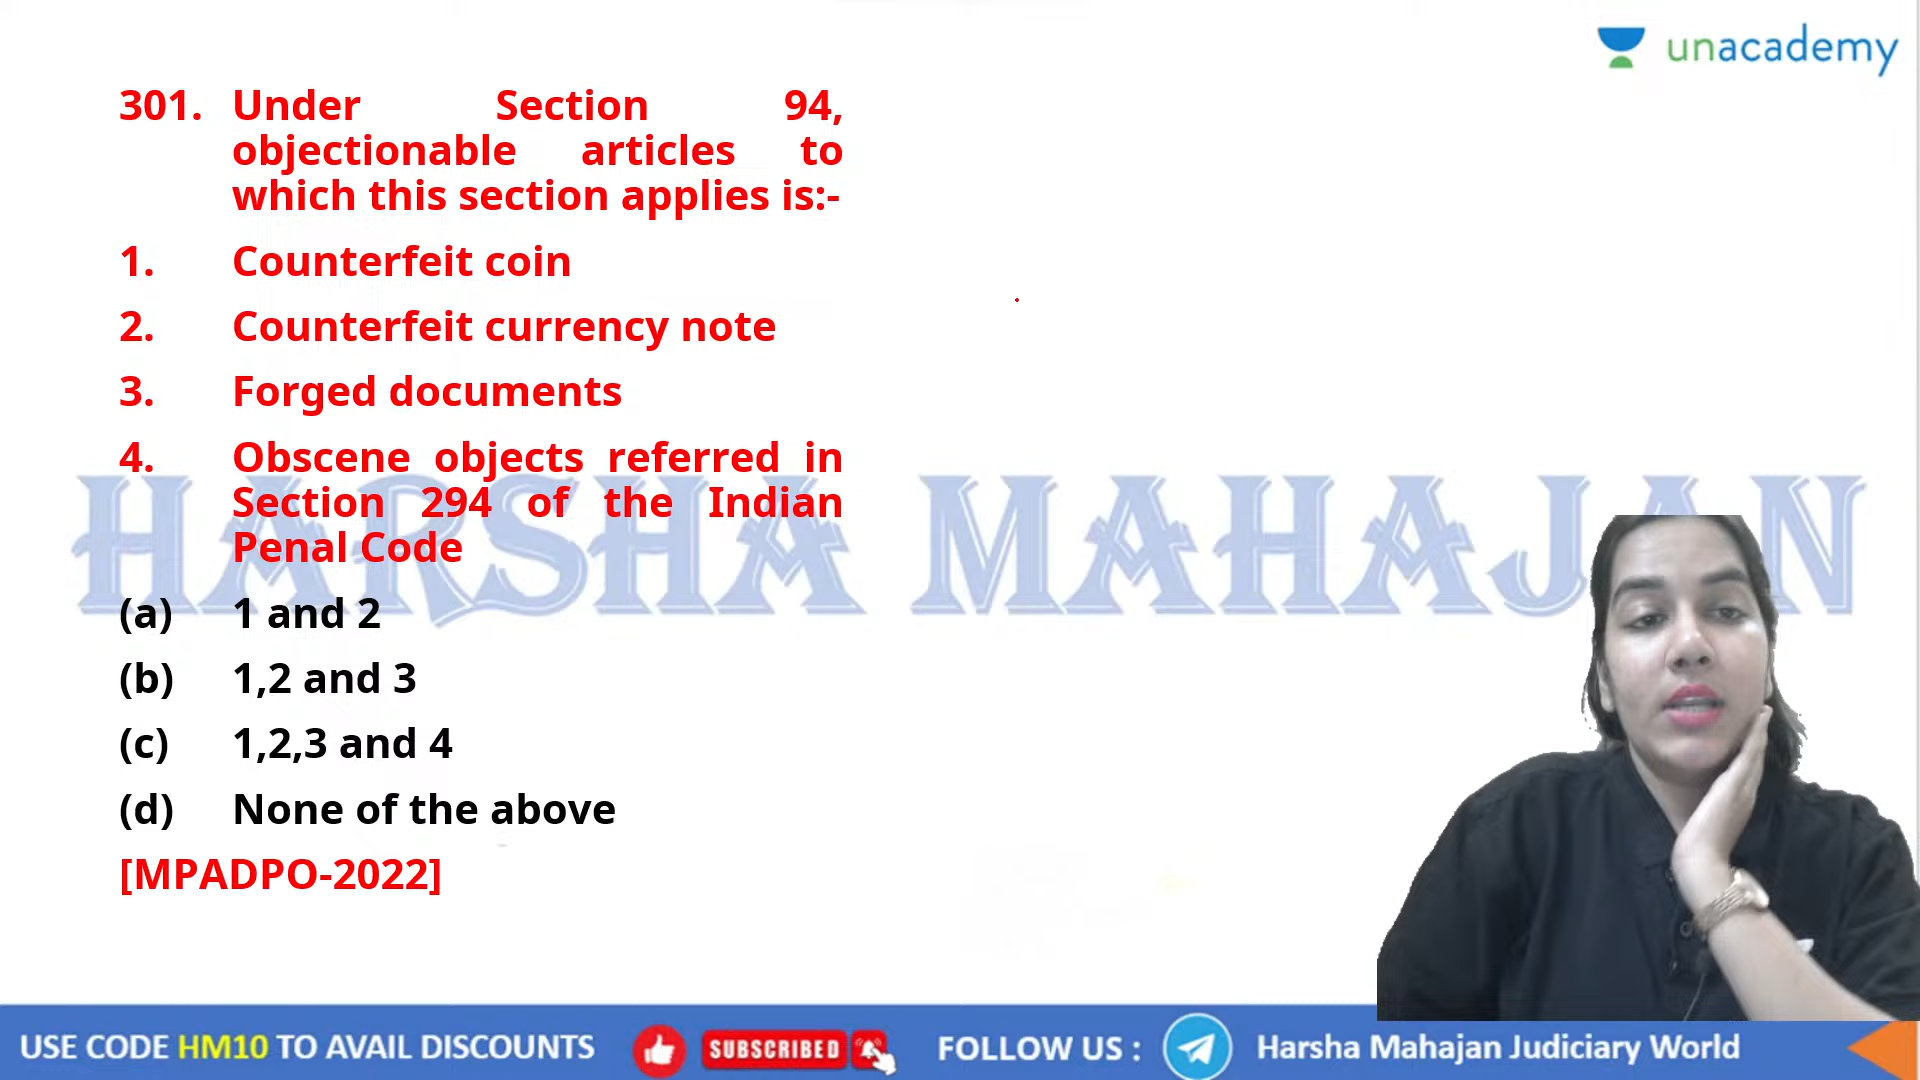 unacademy
301. Under Section 94,
objectionable articles to
which this section applies is:-
1. Counterfeit coin
2. Counterfeit currency note
3. Forged documents
4. Obscene objects referred in
Section 294 of the Indian
Penal Code
HARSHA MAHAJAN
(a) 1 and 2
(b) 1,2 and 3
(c) 1,2,3 and 4
(d) None of the above
[MPADPO-2022]
USE CODE HM10 TO AVAIL DISCOUNTS SUBSCRIBED FOLLOW US : Harsha Mahajan Judiciary World